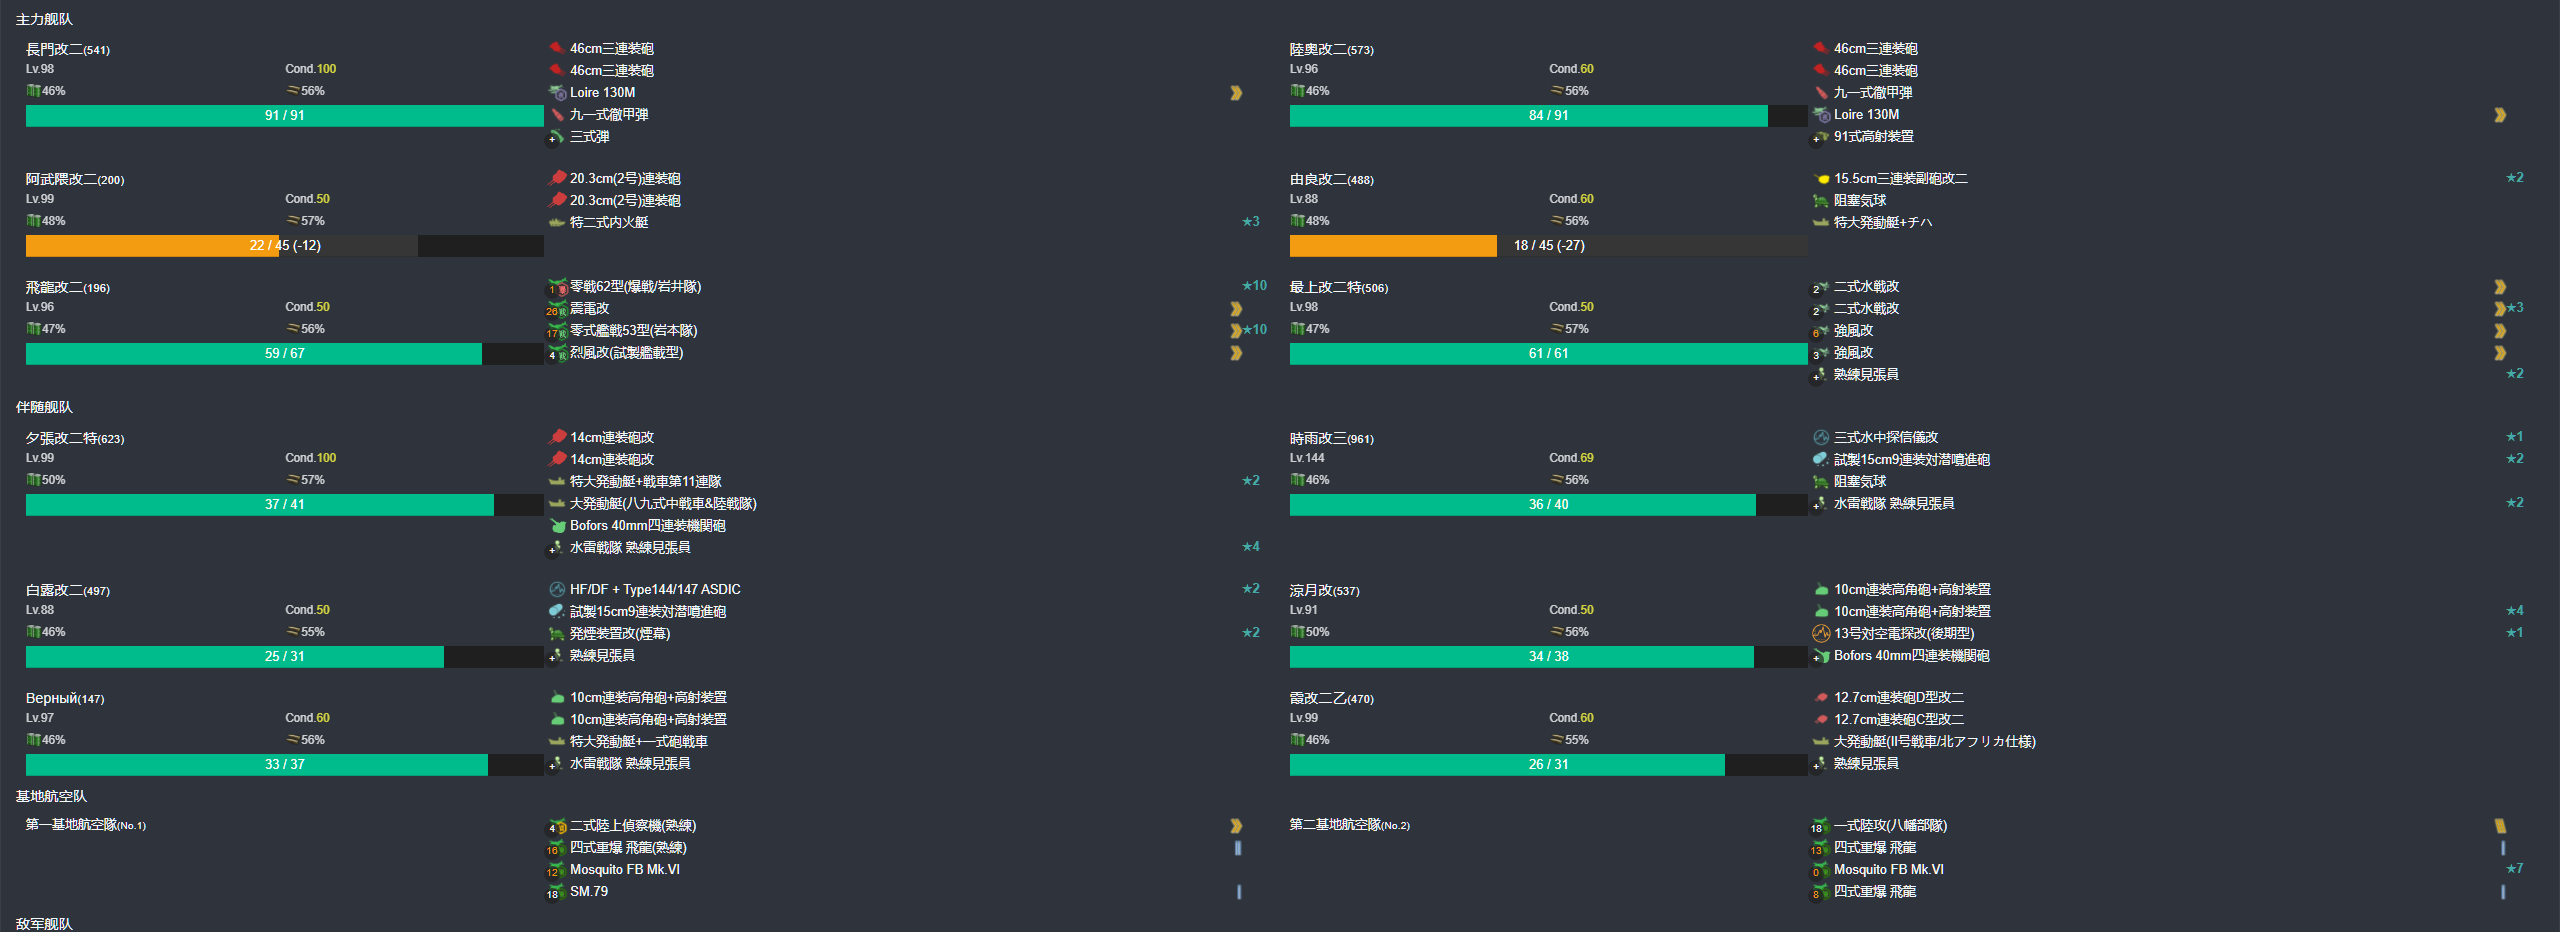 主力舰队
長門改二(541)
Lv.98 Cond.100
46% 56%
91 / 91
46cm三連装砲
46cm三連装砲
Loire 130M
九一式徹甲弾
+ 三式弾
陸奥改二(573)
Lv.96 Cond.60
46% 56%
84 / 91
46cm三連装砲
46cm三連装砲
九一式徹甲弾
Loire 130M
+ 91式高射装置
阿武隈改二(200)
Lv.99 Cond.50
48% 57%
22 / 45 (-12)
20.3cm(2号)連装砲
20.3cm(2号)連装砲
特二式内火艇 ★3
由良改二(488)
Lv.88 Cond.60
48% 56%
18 / 45 (-27)
15.5cm三連装副砲改二 ★2
阻塞気球
特大発動艇+チハ
飛龍改二(196)
Lv.96 Cond.50
47% 56%
59 / 67
1 零戦62型(爆戦/岩井隊) ★10
26 震電改
17 零式艦戦53型(岩本隊) ★10
4 烈風改(試製艦載型)
最上改二特(506)
Lv.98 Cond.50
47% 57%
61 / 61
2 二式水戦改
2 二式水戦改 ★3
6 強風改
3 強風改
+ 熟練見張員 ★2
伴随舰队
夕張改二特(623)
Lv.99 Cond.100
50% 57%
37 / 41
14cm連装砲改
14cm連装砲改
特大発動艇+戦車第11連隊 ★2
大発動艇(八九式中戦車&陸戦隊)
Bofors 40mm四連装機関砲
+ 水雷戦隊 熟練見張員 ★4
時雨改三(961)
Lv.144 Cond.69
46% 56%
36 / 40
三式水中探信儀改 ★1
試製15cm9連装対潜噴進砲 ★2
阻塞気球
+ 水雷戦隊 熟練見張員 ★2
白露改二(497)
Lv.88 Cond.50
46% 55%
25 / 31
HF/DF + Type144/147 ASDIC ★2
試製15cm9連装対潜噴進砲
発煙装置改(煙幕) ★2
+ 熟練見張員
涼月改(537)
Lv.91 Cond.50
50% 56%
34 / 38
10cm連装高角砲+高射装置
10cm連装高角砲+高射装置 ★4
13号対空電探改(後期型) ★1
+ Bofors 40mm四連装機関砲
Верный(147)
Lv.97 Cond.60
46% 56%
33 / 37
10cm連装高角砲+高射装置
10cm連装高角砲+高射装置
特大発動艇+一式砲戦車
+ 水雷戦隊 熟練見張員
霞改二乙(470)
Lv.99 Cond.60
46% 55%
26 / 31
12.7cm連装砲D型改二
12.7cm連装砲C型改二
大発動艇(II号戦車/北アフリカ仕様)
+ 熟練見張員
基地航空队
第一基地航空隊(No.1)
4 二式陸上偵察機(熟練)
16 四式重爆 飛龍(熟練)
12 Mosquito FB Mk.VI
18 SM.79
第二基地航空隊(No.2)
18 一式陸攻(八幡部隊)
13 四式重爆 飛龍
0 Mosquito FB Mk.VI ★7
8 四式重爆 飛龍
敌军舰队